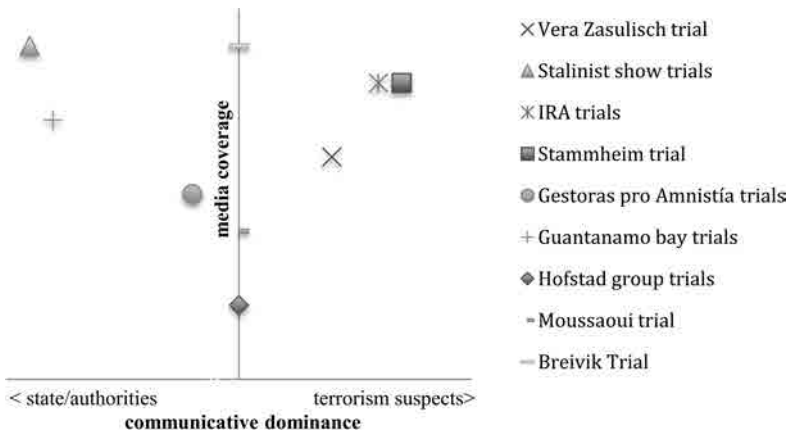 Vera Zasulisch trial
Stalinist show trials
IRA trials
Stammheim trial
Gestoras pro Amnistía trials
Guantanamo bay trials
Hofstad group trials
Moussaoui trial
Breivik Trial
media coverage
< state/authorities
terrorism suspects>
communicative dominance